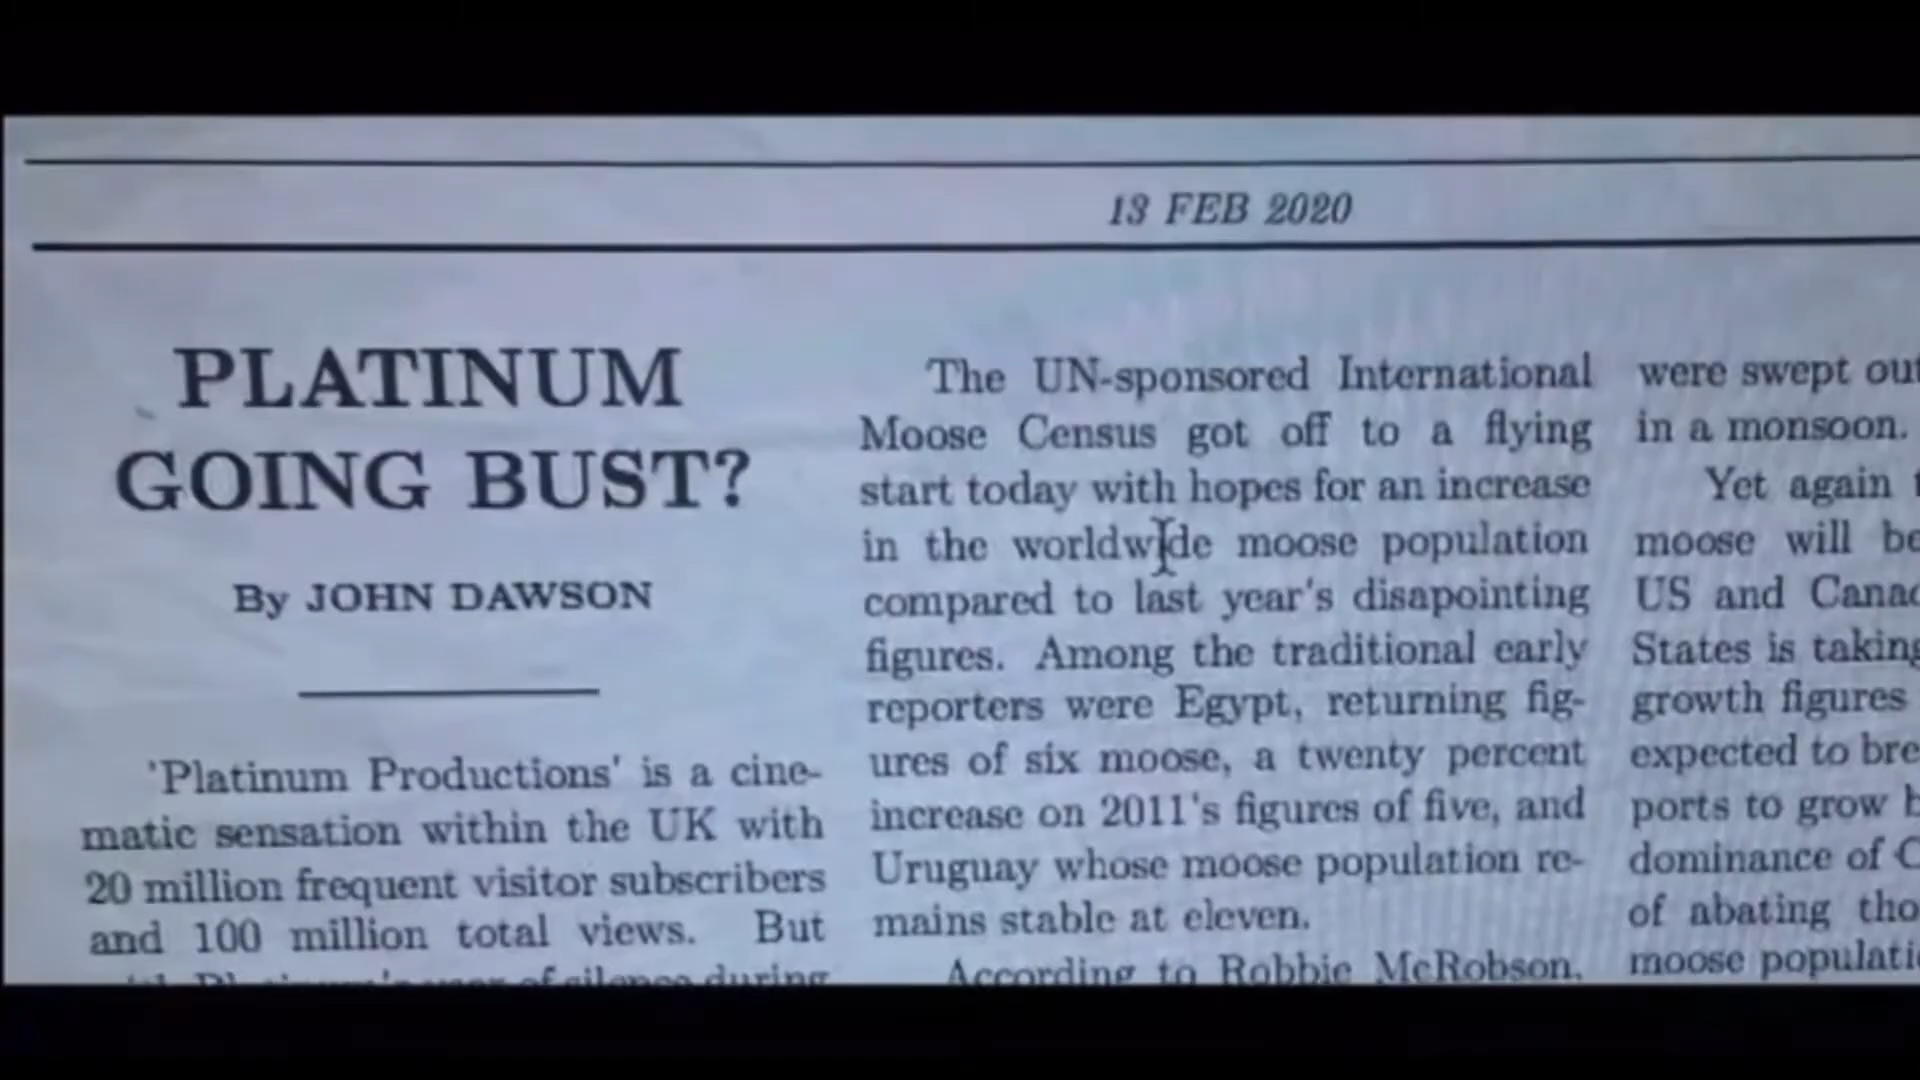 13 FEB 2020
PLATINUM
GOING BUST?
By JOHN DAWSON
'Platinum Productions' is a cine-
matic sensation within the UK with
20 million frequent visitor subscribers
and 100 million total views. But
of silence during
The UN-sponsored International
Moose Census got off to a flying
start today with hopes for an increase
in the worldwide moose population
compared to last year's disapointing
figures. Among the traditional early
reporters were Egypt, returning fig-
ures of six moose, a twenty percent
increase on 2011's figures of five, and
Uruguay whose moose population re-
mains stable at eleven.
According to Robbie McRobson,
were swept out
in a monsoon.
Yet again
moose will be
US and
States is taking
growth figures
expected to
ports to grow
dominance of
of abating
moose